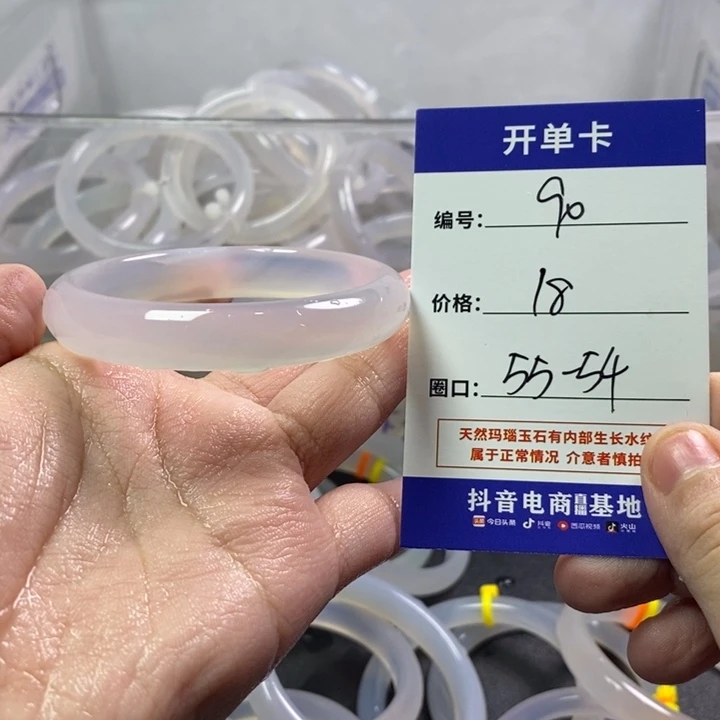 开单卡
编号: 90
价格: 18
圈口: 55-54
天然玛瑙玉石有内部生长水纹
属于正常情况 介意者慎拍
抖音电商直播基地
今日头条 抖音 西瓜视频 火山